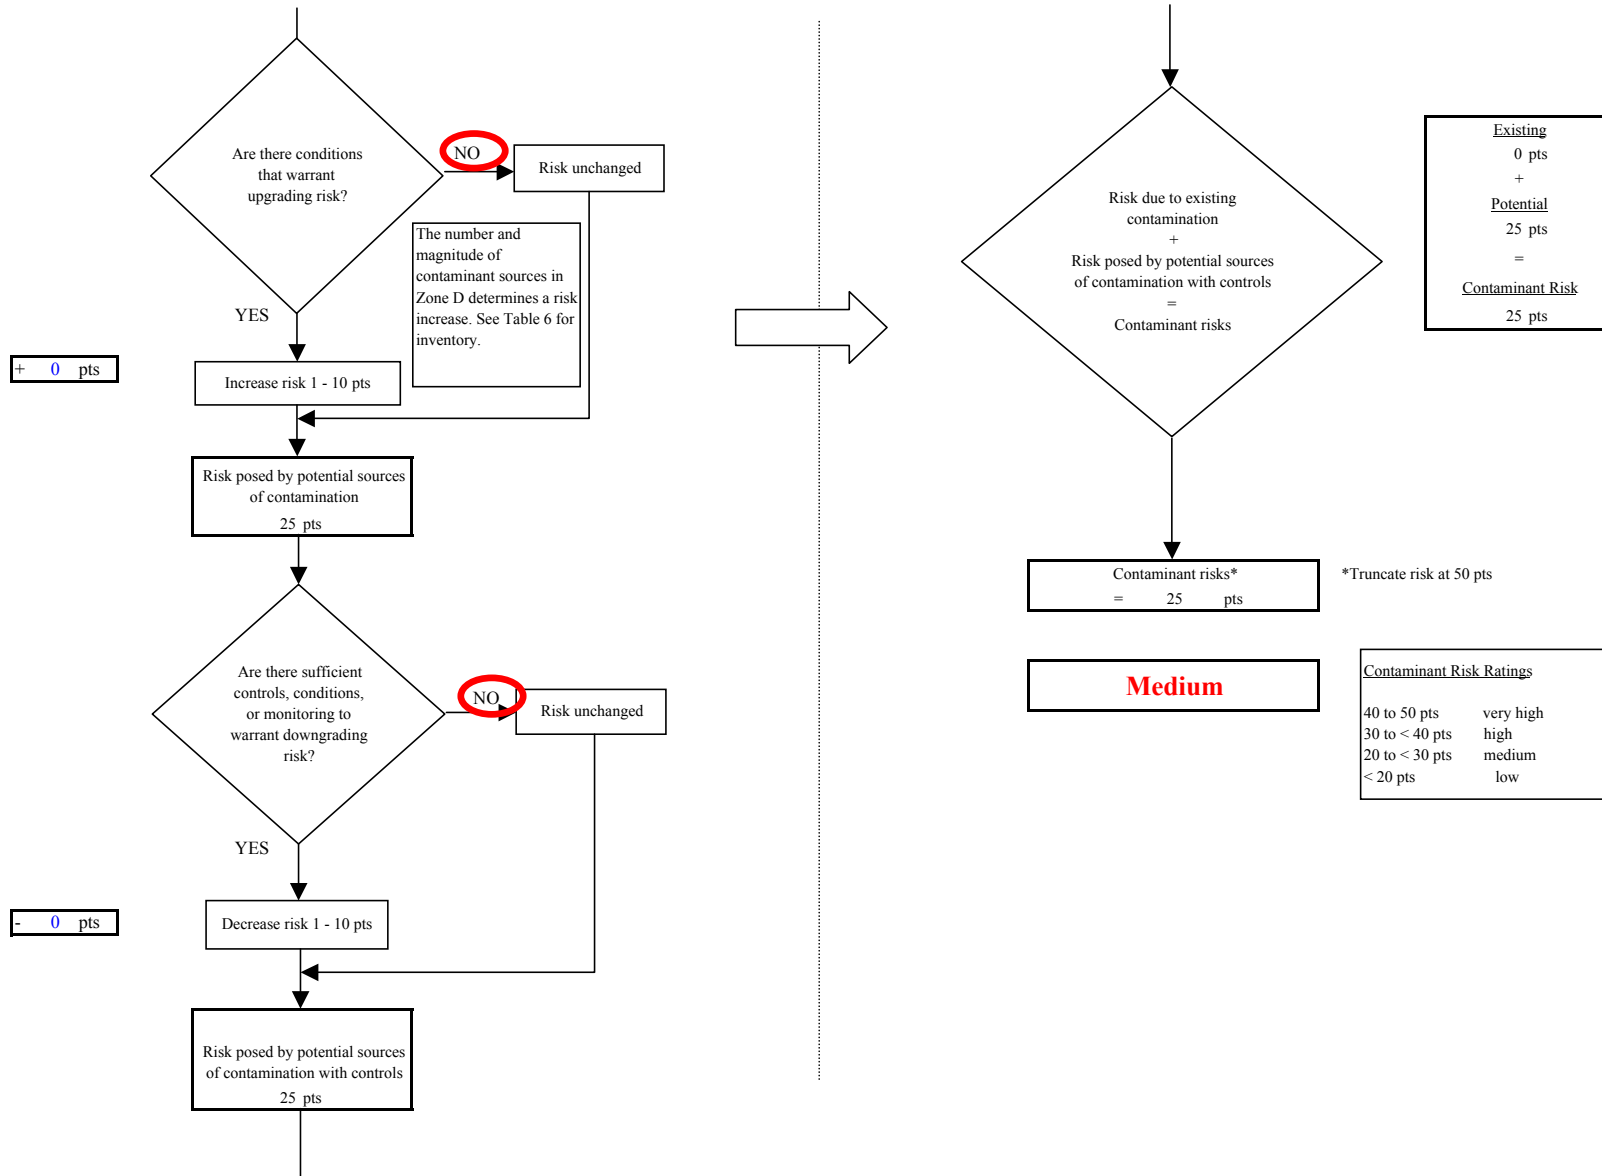 Are there conditions
that warrant
upgrading risk?
NO
Risk unchanged
The number and
magnitude of
contaminant sources in
Zone D determines a risk
increase. See Table 6 for
inventory.
YES
+ 0 pts
Increase risk 1 - 10 pts
Risk posed by potential sources
of contamination
25 pts
Are there sufficient
controls, conditions,
or monitoring to
warrant downgrading
risk?
NO
Risk unchanged
YES
- 0 pts
Decrease risk 1 - 10 pts
Risk posed by potential sources
of contamination with controls
25 pts
Risk due to existing
contamination
+
Risk posed by potential sources
of contamination with controls
=
Contaminant risks
Existing
0 pts
+
Potential
25 pts
=
Contaminant Risk
25 pts
Contaminant risks*
= 25 pts
*Truncate risk at 50 pts
Medium
Contaminant Risk Ratings
40 to 50 pts very high
30 to < 40 pts high
20 to < 30 pts medium
< 20 pts low